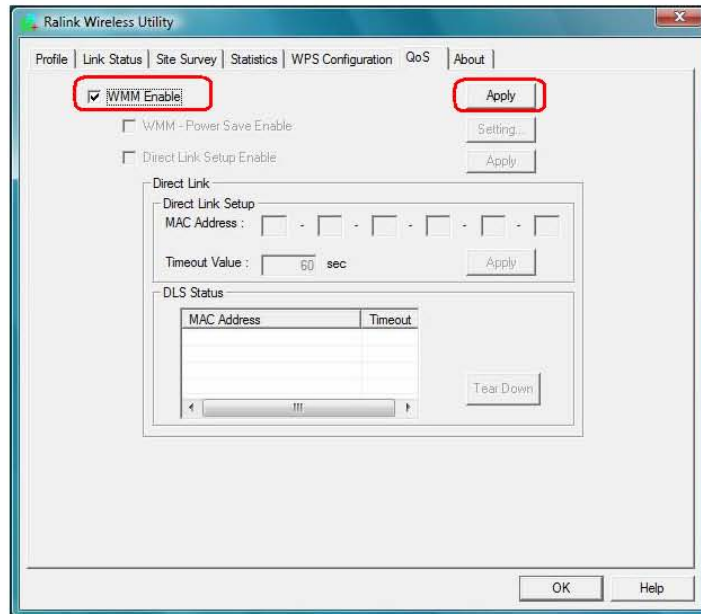 Ralink Wireless Utility
X
Profile Link Status Site Survey Statistics WPS Configuration QoS About
WMM Enable Apply
WMM - Power Save Enable Setting...
Direct Link Setup Enable Apply
Direct Link
Direct Link Setup
MAC Address : - - - - -
Timeout Value : 60 sec Apply
DLS Status
MAC Address Timeout
Tear Down
OK Help